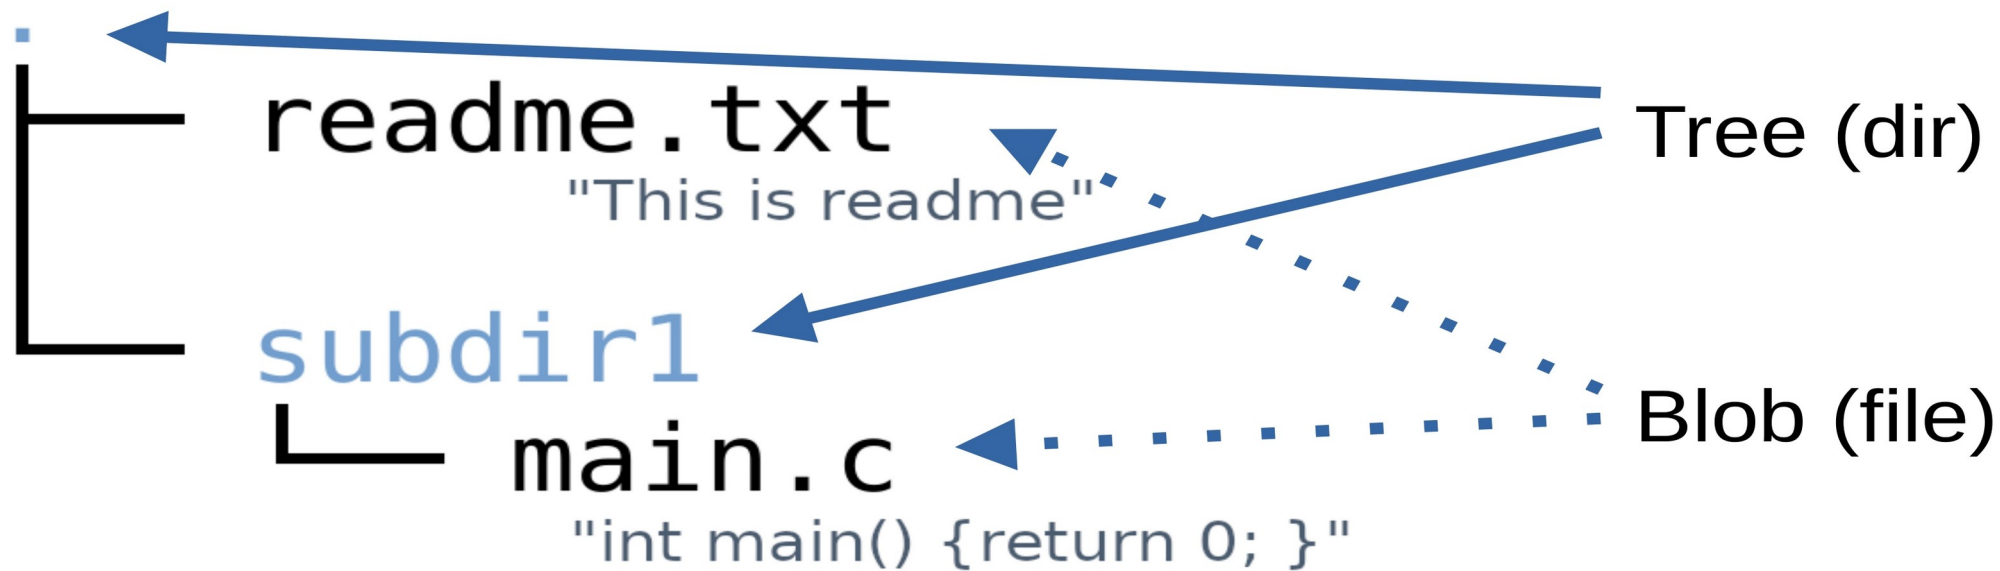 .
readme.txt
"This is readme"
subdir1
main.c
"int main() {return 0; }"
Tree (dir)
Blob (file)